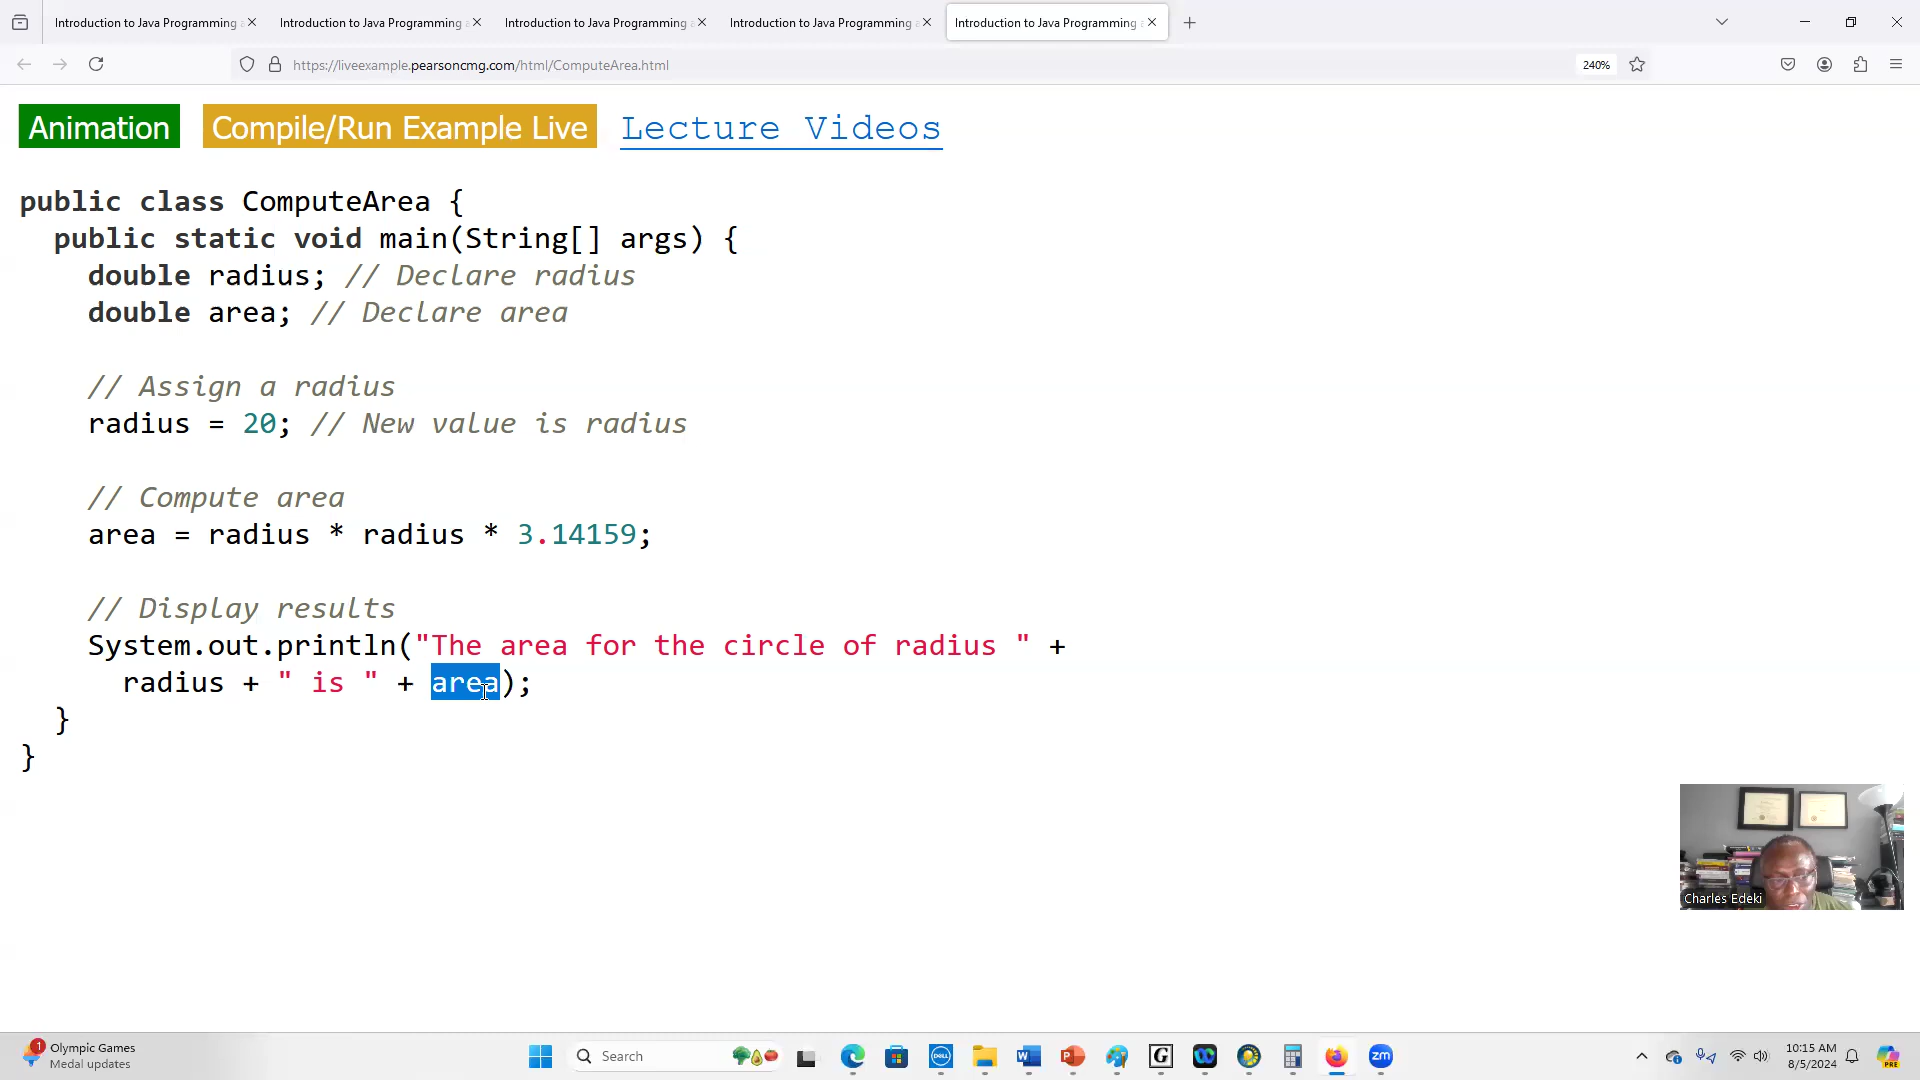 Introduction to Java Programming a
Introduction to Java Programming a
Introduction to Java Programming a
Introduction to Java Programming a
Introduction to Java Programming a
https://liveexample.pearsoncmg.com/html/ComputeArea.html
240%
Animation Compile/Run Example Live Lecture Videos
public class ComputeArea {
  public static void main(String[] args) {
    double radius; // Declare radius
    double area; // Declare area
    // Assign a radius
    radius = 20; // New value is radius
    // Compute area
    area = radius * radius * 3.14159;
    // Display results
    System.out.println("The area for the circle of radius " +
      radius + " is " + area);
  }
}
Charles Edeki
1
Olympic Games
Medal updates
Search
DELL
W
P
G
zm
PRE
10:15 AM
8/5/2024